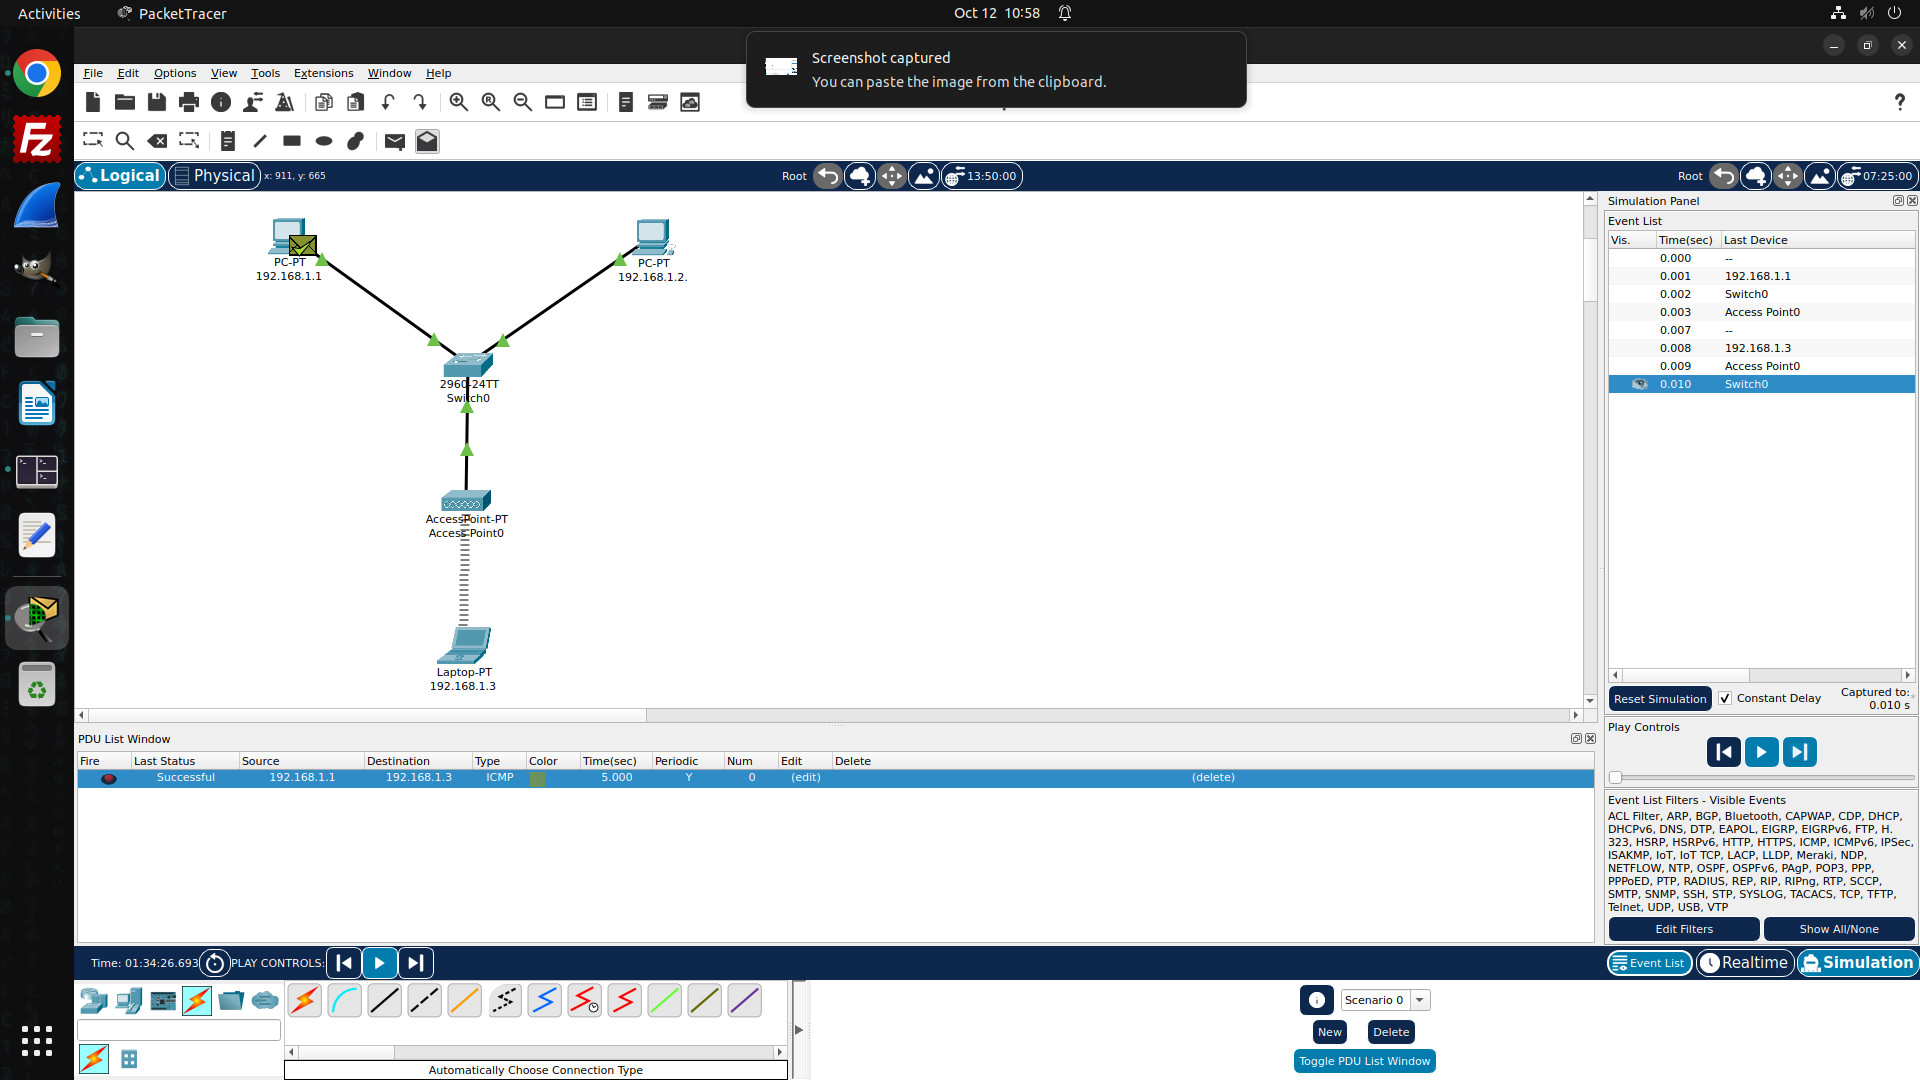 Activities
PacketTracer
Oct 12 10:58
Screenshot captured
You can paste the image from the clipboard.
File Edit Options View Tools Extensions Window Help
?
Logical
Physical
x: 911, y: 665
Root
13:50:00
Root
07:25:00
PC-PT
192.168.1.1
PC-PT
192.168.1.2.
2960-24TT
Switch0
AccessPoint-PT
Access Point0
Laptop-PT
192.168.1.3
Simulation Panel
Event List
Vis. Time(sec) Last Device
0.000 --
0.001 192.168.1.1
0.002 Switch0
0.003 Access Point0
0.007 --
0.008 192.168.1.3
0.009 Access Point0
0.010 Switch0
Reset Simulation
Constant Delay
Captured to:
0.010 s
Play Controls
Event List Filters - Visible Events
ACL Filter, ARP, BGP, Bluetooth, CAPWAP, CDP, DHCP,
DHCPv6, DNS, DTP, EAPOL, EIGRP, EIGRPv6, FTP, H.
323, HSRP, HSRPv6, HTTP, HTTPS, ICMP, ICMPv6, IPSec,
ISAKMP, IoT, IoT TCP, LACP, LLDP, Meraki, NDP,
NETFLOW, NTP, OSPF, OSPFv6, PAgP, POP3, PPP,
PPPoED, PTP, RADIUS, REP, RIP, RIPng, RTP, SCCP,
SMTP, SNMP, SSH, STP, SYSLOG, TACACS, TCP, TFTP,
Telnet, UDP, USB, VTP
Edit Filters
Show All/None
PDU List Window
Fire Last Status Source Destination Type Color Time(sec) Periodic Num Edit Delete
Successful 192.168.1.1 192.168.1.3 ICMP 5.000 Y 0 (edit) (delete)
Time: 01:34:26.693
PLAY CONTROLS:
Event List
Realtime
Simulation
Scenario 0
New
Delete
Toggle PDU List Window
Automatically Choose Connection Type